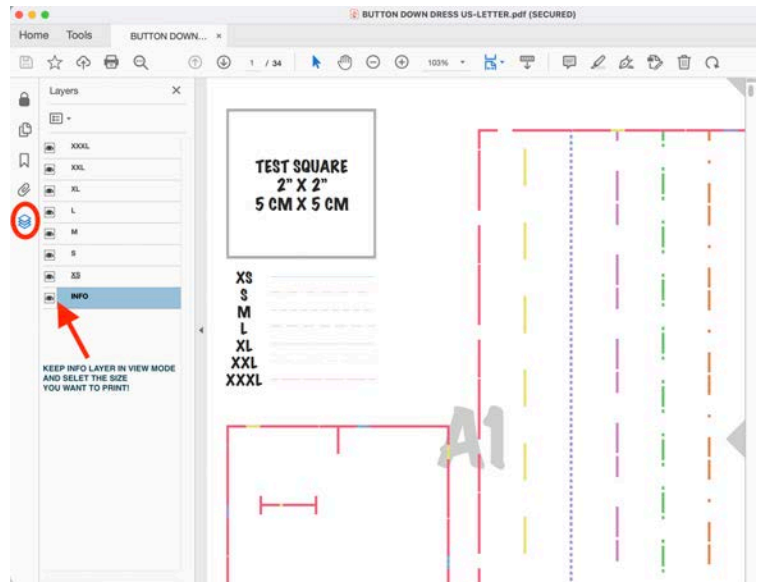 BUTTON DOWN DRESS US-LETTER.pdf (SECURED)
Home Tools BUTTON DOWN... ×
1 / 34 103%
Layers ×
XXXL
XXL
XL
L
M
S
XS
INFO
KEEP INFO LAYER IN VIEW MODE
AND SELET THE SIZE
YOU WANT TO PRINT!
TEST SQUARE
2" X 2"
5 CM X 5 CM
XS
S
M
L
XL
XXL
XXXL
A1